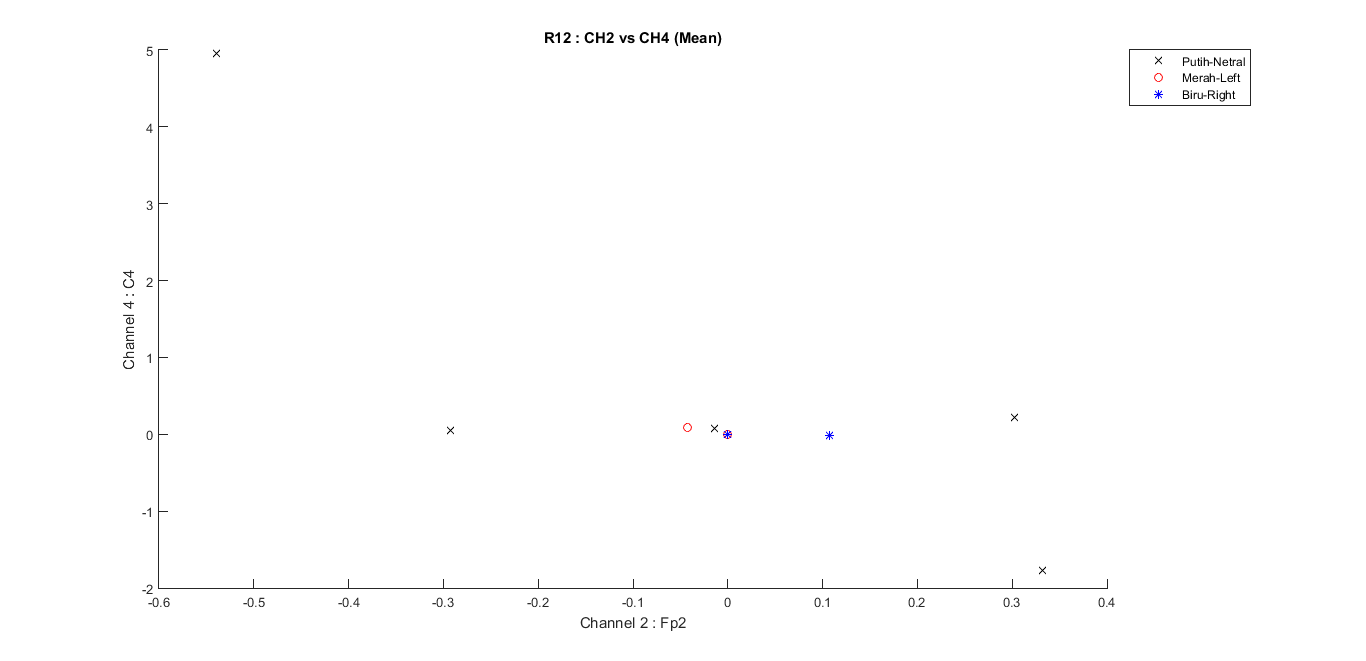 R12 : CH2 vs CH4 (Mean)
Putih-Netral
Merah-Left
Biru-Right
5
4
3
2
1
0
-1
-2
Channel 4 : C4
-0.6 -0.5 -0.4 -0.3 -0.2 -0.1 0 0.1 0.2 0.3 0.4
Channel 2 : Fp2